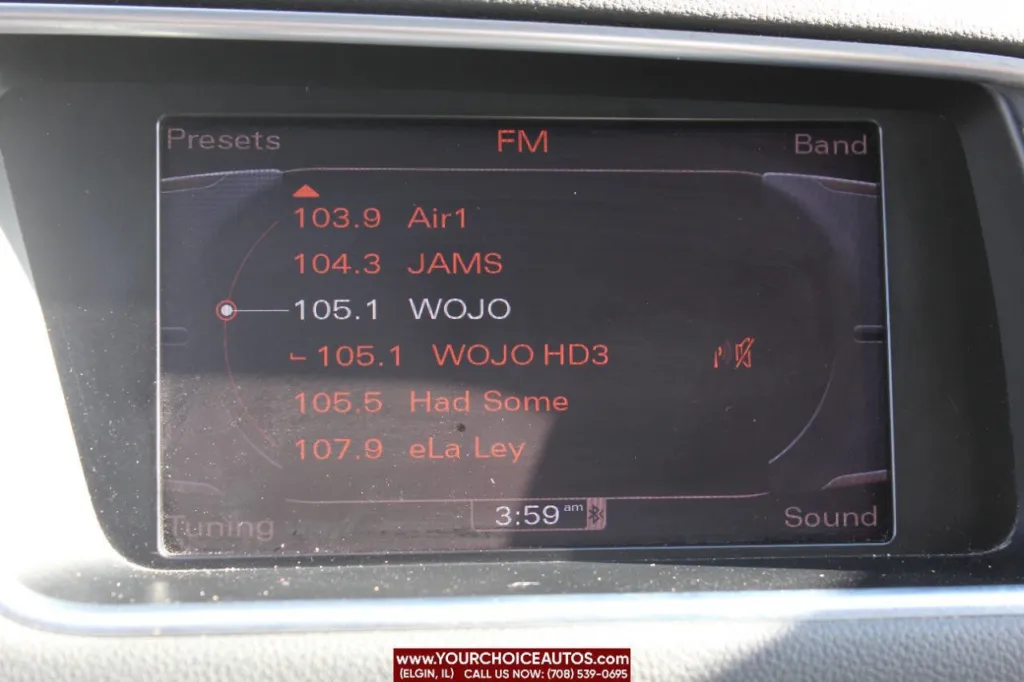 Presets FM Band
103.9 Air1
104.3 JAMS
105.1 WOJO
105.1 WOJO HD3
105.5 Had Some
107.9 eLa Ley
Tuning 3:59 am Sound
www.YOURCHOICEAUTOS.com
(ELGIN, IL) CALL US NOW: (708) 539-0695